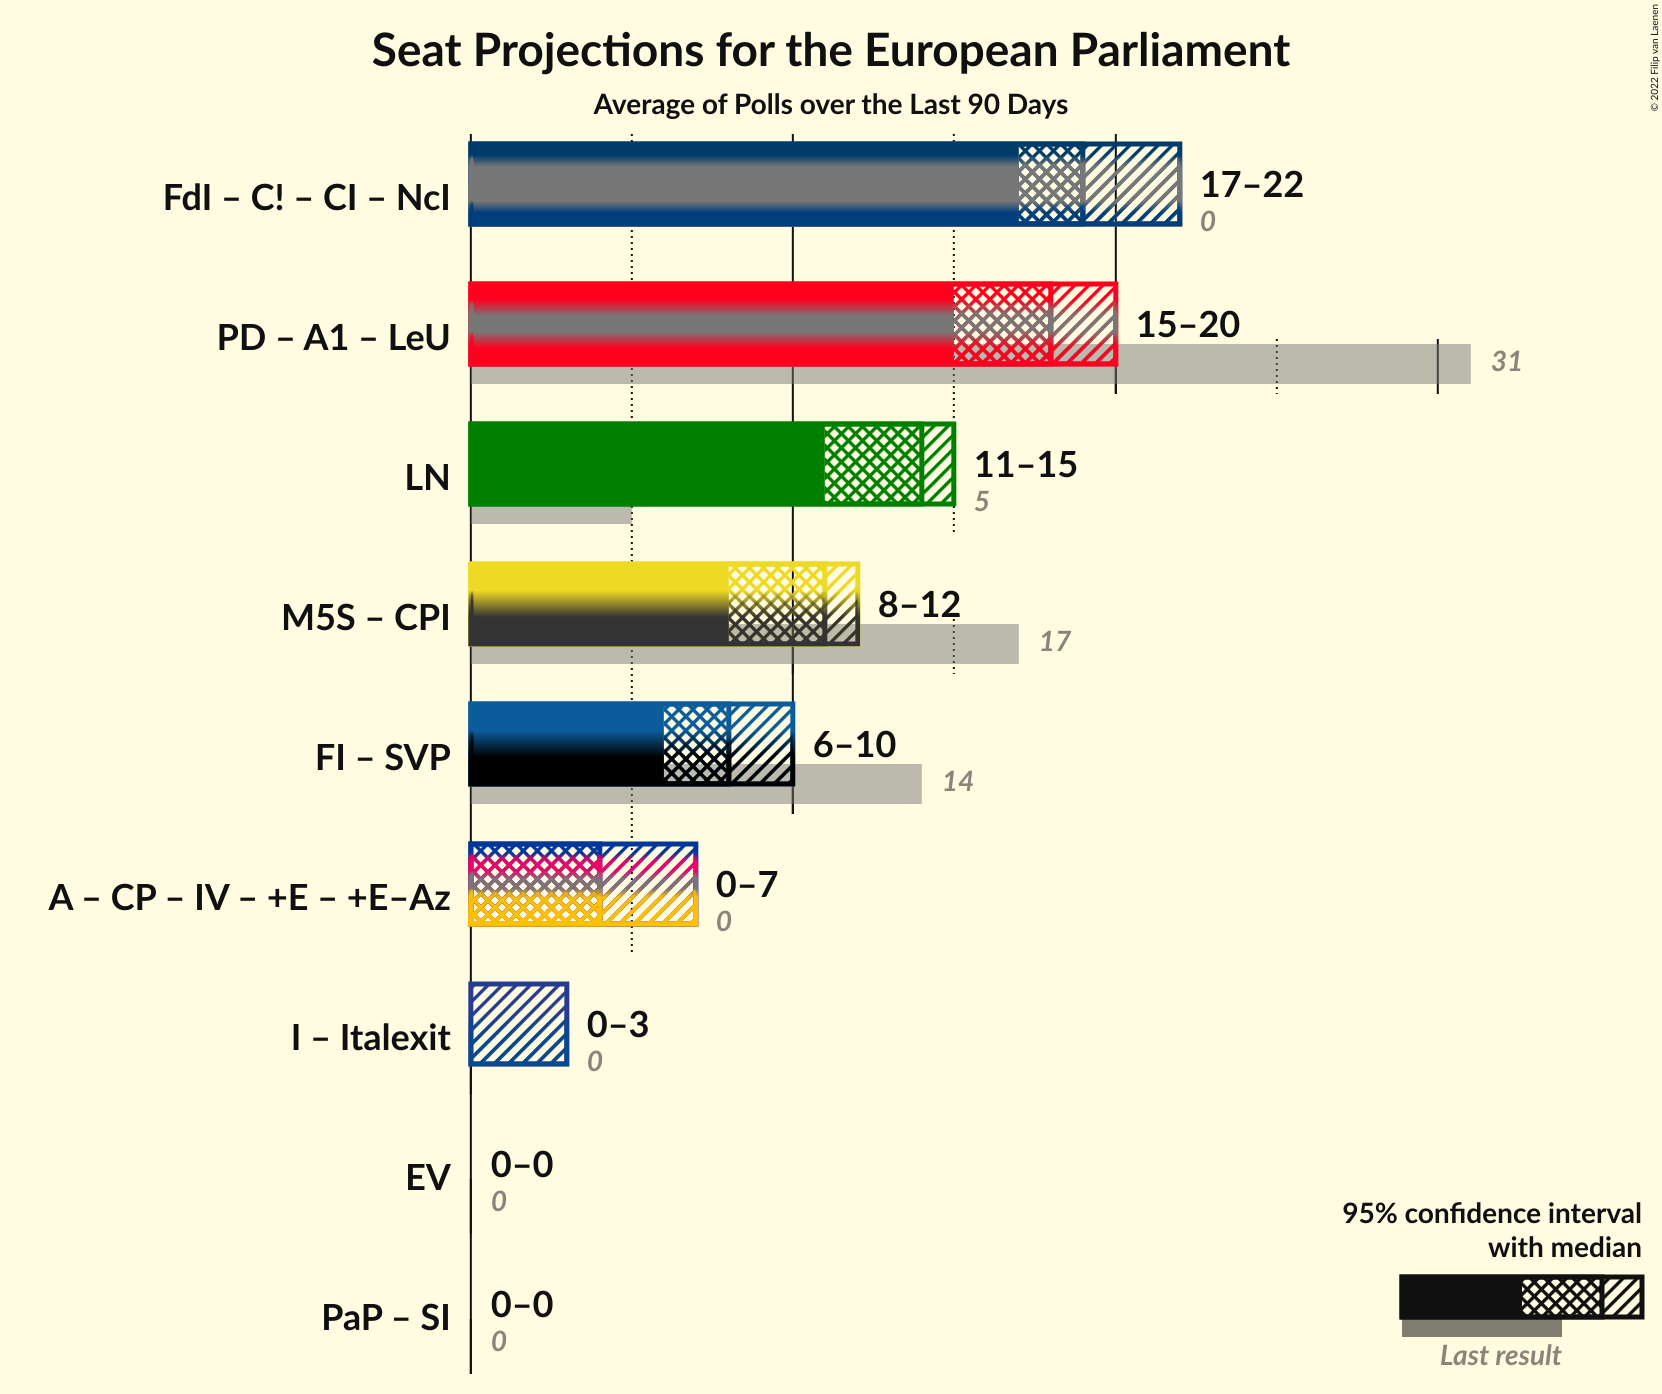 Seat Projections for the European Parliament
Average of Polls over the Last 90 Days
© 2022 Filip van Laenen
FdI – C! – CI – NcI
17–22
0
PD – A1 – LeU
15–20
31
LN
11–15
5
M5S – CPI
8–12
17
FI – SVP
6–10
14
A – CP – IV – +E – +E–Az
0–7
0
I – Italexit
0–3
0
EV
0–0
0
PaP – SI
0–0
0
95% confidence interval
with median
Last result